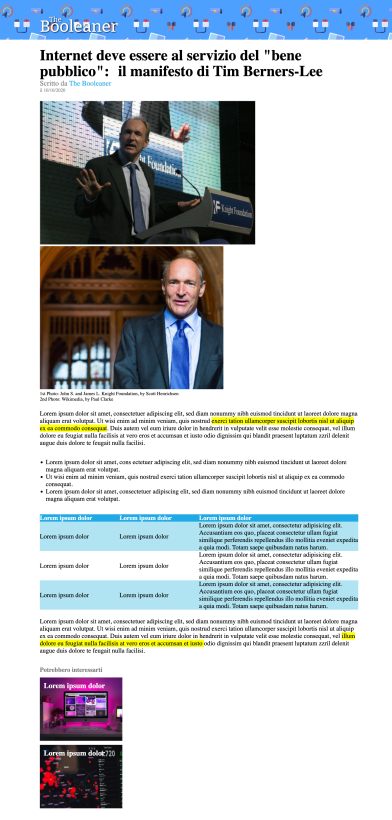 The
Booleaner
Internet deve essere al servizio del "bene
pubblico": il manifesto di Tim Berners-Lee
Scritto da The Booleaner
il 10/10/2020
Knight Foundation
Knight Foundation
1st Photo: John S. and James L. Knight Foundation, by Scott Henrichsen
2nd Photo: Wikimedia, by Paul Clarke
Lorem ipsum dolor sit amet, consectetuer adipiscing elit, sed diam nonummy nibh euismod tincidunt ut laoreet dolore magna
aliquam erat volutpat. Ut wisi enim ad minim veniam, quis nostrud exerci tation ullamcorper suscipit lobortis nisl ut aliquip
ex ea commodo consequat. Duis autem vel eum iriure dolor in hendrerit in vulputate velit esse molestie consequat, vel illum
dolore eu feugiat nulla facilisis at vero eros et accumsan et iusto odio dignissim qui blandit praesent luptatum zzril delenit
augue duis dolore te feugait nulla facilisi.
• Lorem ipsum dolor sit amet, cons ectetuer adipiscing elit, sed diam nonummy nibh euismod tincidunt ut laoreet dolore
magna aliquam erat volutpat.
• Ut wisi enim ad minim veniam, quis nostrud exerci tation ullamcorper suscipit lobortis nisl ut aliquip ex ea commodo
consequat.
• Lorem ipsum dolor sit amet, consectetuer adipiscing elit, sed diam nonummy nibh euismod tincidunt ut laoreet dolore
magna aliquam erat volutpat.
Lorem ipsum dolor Lorem ipsum dolor Lorem ipsum dolor
Lorem ipsum dolor Lorem ipsum dolor Lorem ipsum dolor sit amet, consectetur adipisicing elit.
Accusantium eos quo, placeat consectetur ullam fugiat
similique perferendis repellendus illo mollitia eveniet expedita
a quia modi. Totam saepe quibusdam natus harum.
Lorem ipsum dolor Lorem ipsum dolor Lorem ipsum dolor sit amet, consectetur adipisicing elit.
Accusantium eos quo, placeat consectetur ullam fugiat
similique perferendis repellendus illo mollitia eveniet expedita
a quia modi. Totam saepe quibusdam natus harum.
Lorem ipsum dolor Lorem ipsum dolor Lorem ipsum dolor sit amet, consectetur adipisicing elit.
Accusantium eos quo, placeat consectetur ullam fugiat
similique perferendis repellendus illo mollitia eveniet expedita
a quia modi. Totam saepe quibusdam natus harum.
Lorem ipsum dolor sit amet, consectetuer adipiscing elit, sed diam nonummy nibh euismod tincidunt ut laoreet dolore magna
aliquam erat volutpat. Ut wisi enim ad minim veniam, quis nostrud exerci tation ullamcorper suscipit lobortis nisl ut aliquip
ex ea commodo consequat. Duis autem vel eum iriure dolor in hendrerit in vulputate velit esse molestie consequat, vel illum
dolore eu feugiat nulla facilisis at vero eros et accumsan et iusto odio dignissim qui blandit praesent luptatum zzril delenit
augue duis dolore te feugait nulla facilisi.
Potrebbero interessarti
Lorem ipsum dolor
Lorem ipsum dolor